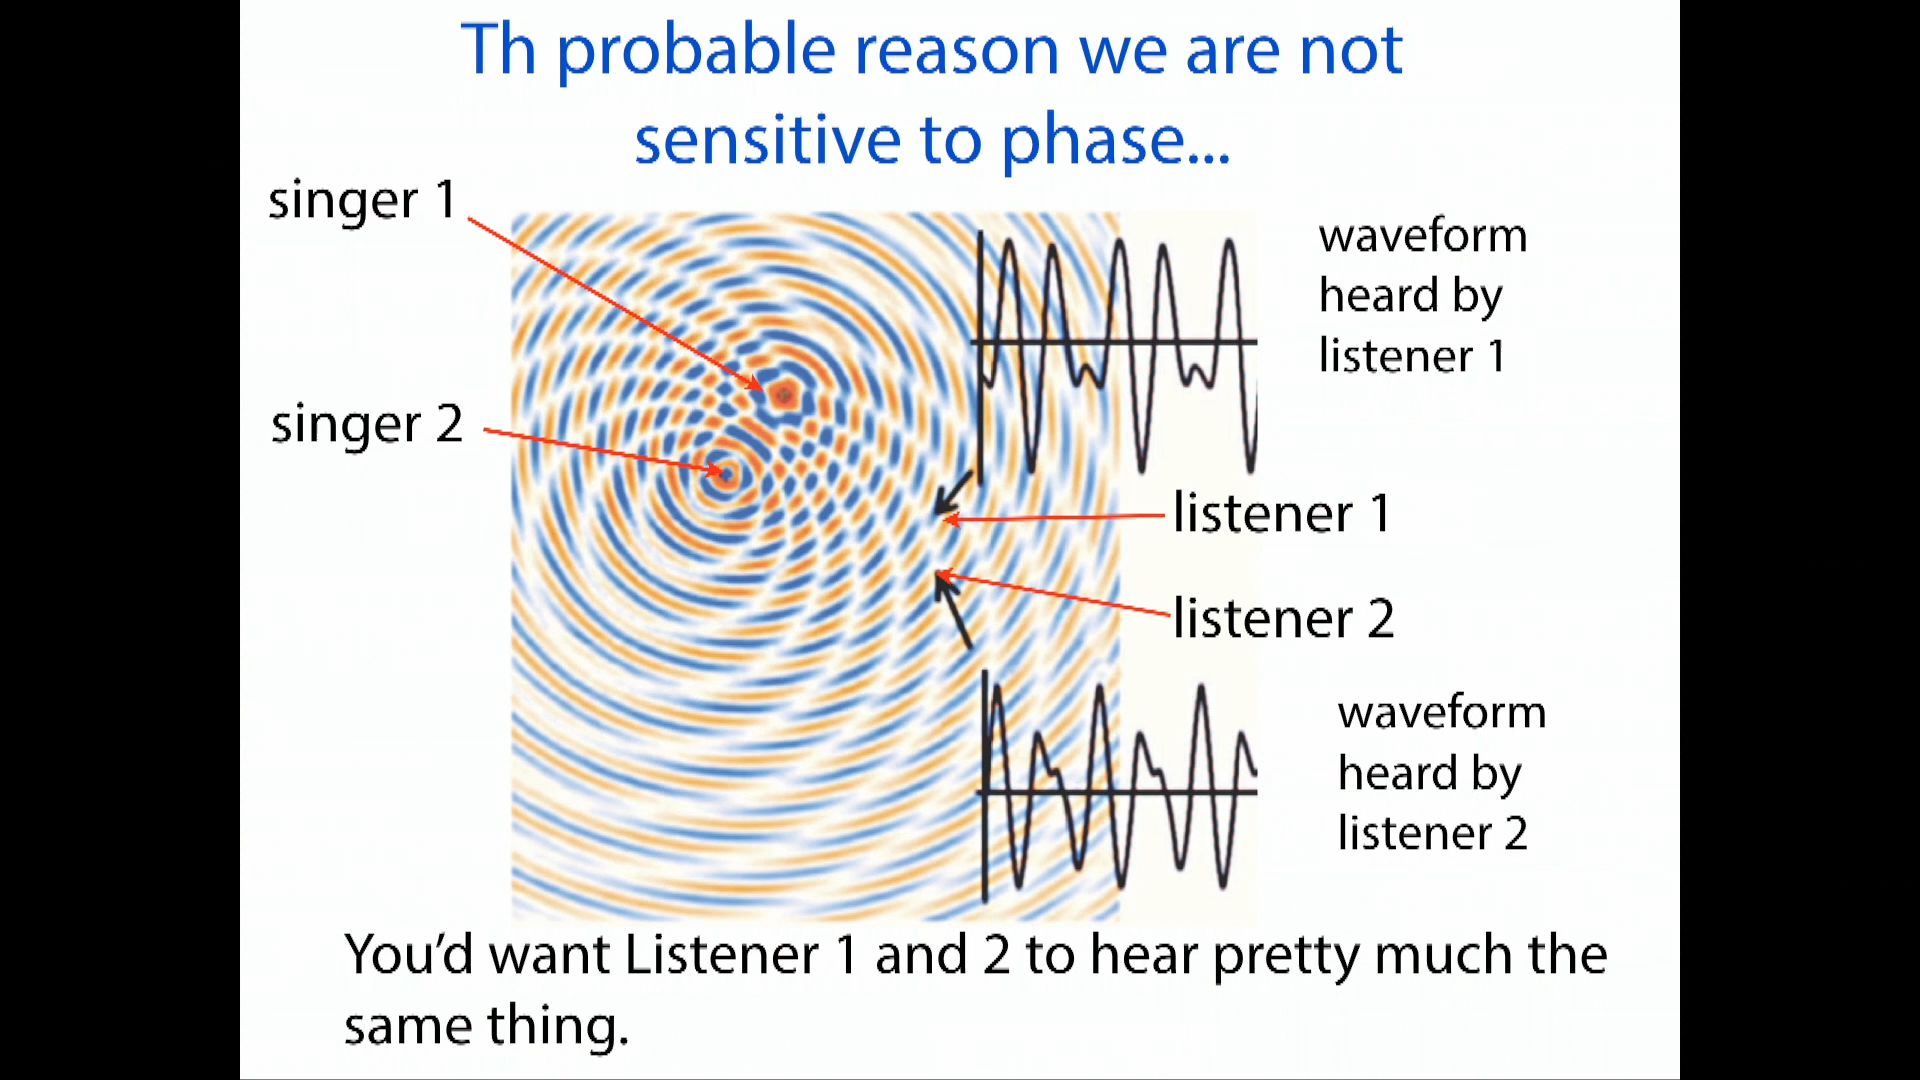 Th probable reason we are not
sensitive to phase...
singer 1
singer 2
waveform
heard by
listener 1
listener 1
listener 2
waveform
heard by
listener 2
You'd want Listener 1 and 2 to hear pretty much the
same thing.